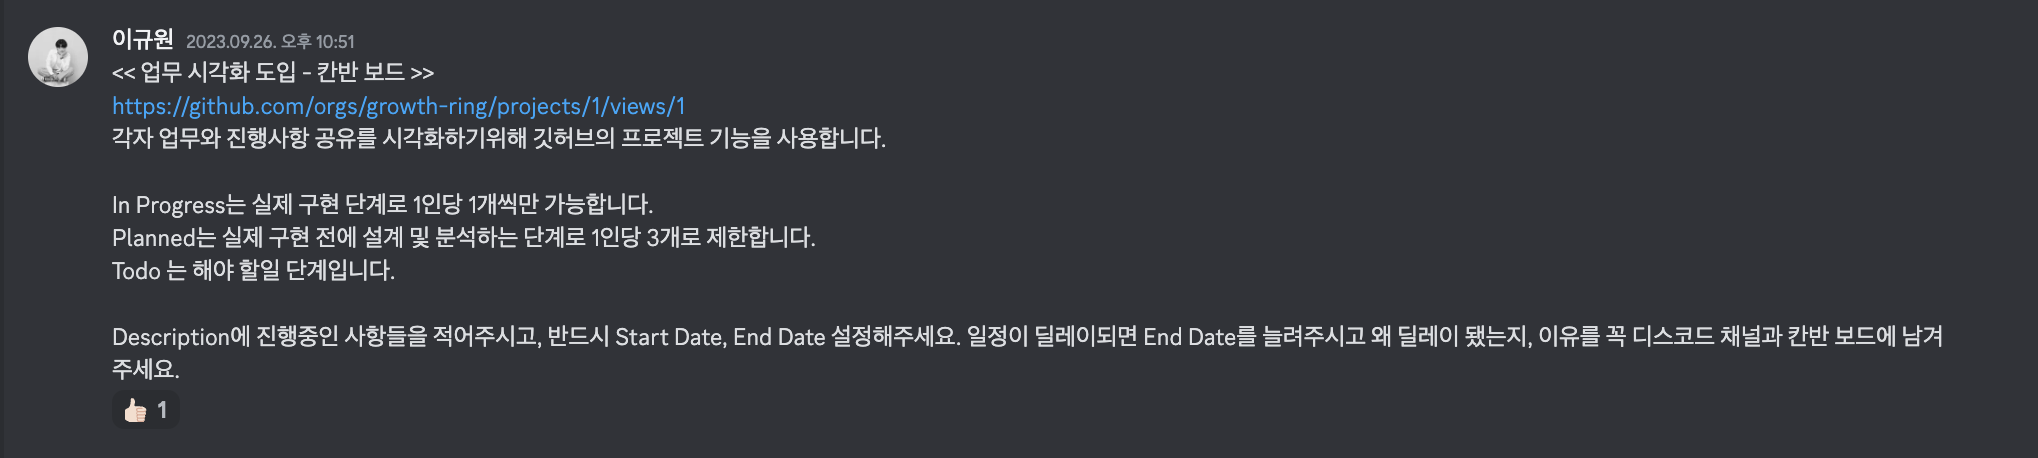 이규원 2023.09.26. 오후 10:51
<< 업무 시각화 도입 - 칸반 보드 >>
https://github.com/orgs/growth-ring/projects/1/views/1
각자 업무와 진행사항 공유를 시각화하기위해 깃허브의 프로젝트 기능을 사용합니다.
In Progress는 실제 구현 단계로 1인당 1개씩만 가능합니다.
Planned는 실제 구현 전에 설계 및 분석하는 단계로 1인당 3개로 제한합니다.
Todo 는 해야 할일 단계입니다.
Description에 진행중인 사항들을 적어주시고, 반드시 Start Date, End Date 설정해주세요. 일정이 딜레이되면 End Date를 늘려주시고 왜 딜레이 됐는지, 이유를 꼭 디스코드 채널과 칸반 보드에 남겨
주세요.
👍🏻 1